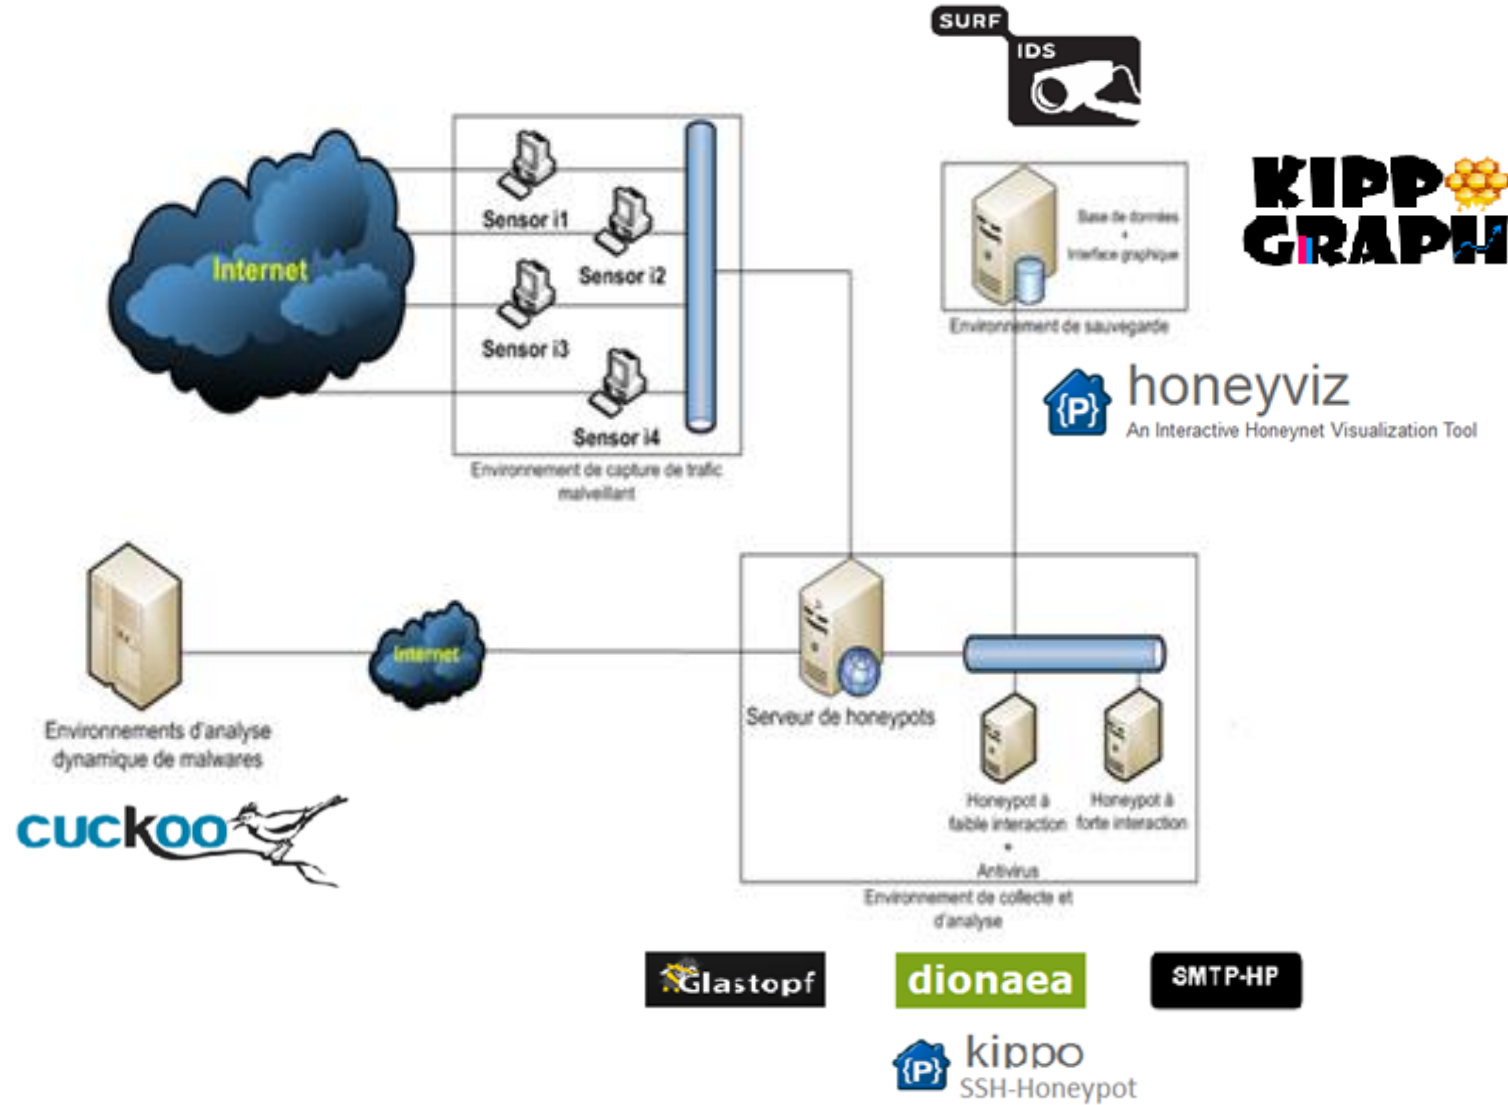 SURF
IDS
KIPPO
GRAPH
Internet
Sensor i1
Sensor i2
Sensor i3
Sensor i4
Environnement de capture de trafic
malveillant
Base de données
+
Interface graphique
Environnement de sauvegarde
{P}
honeyviz
An Interactive Honeynet Visualization Tool
Environnements d'analyse
dynamique de malwares
cuckoo
Internet
Serveur de honeypots
Honeypot à
faible interaction
+
Antivirus
Honeypot à
forte interaction
Environnement de collecte et
d'analyse
Glastopf
dionaea
SMTP-HP
{P}
kippo
SSH-Honeypot